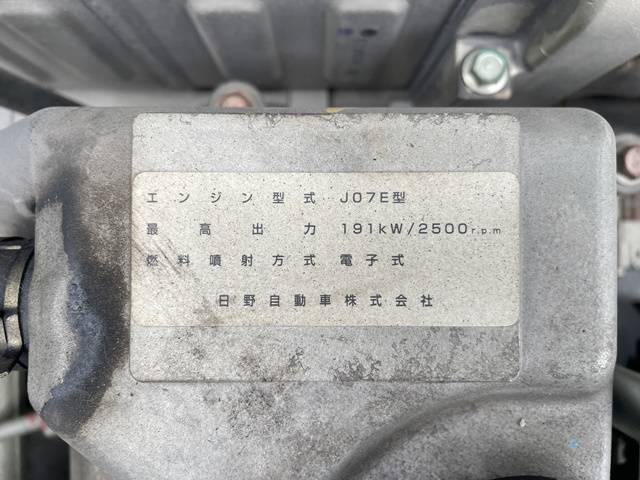 エンジン型式 J07E型
最高出力 191kW/2500r.p.m
燃料噴射方式 電子式
日野自動車株式会社